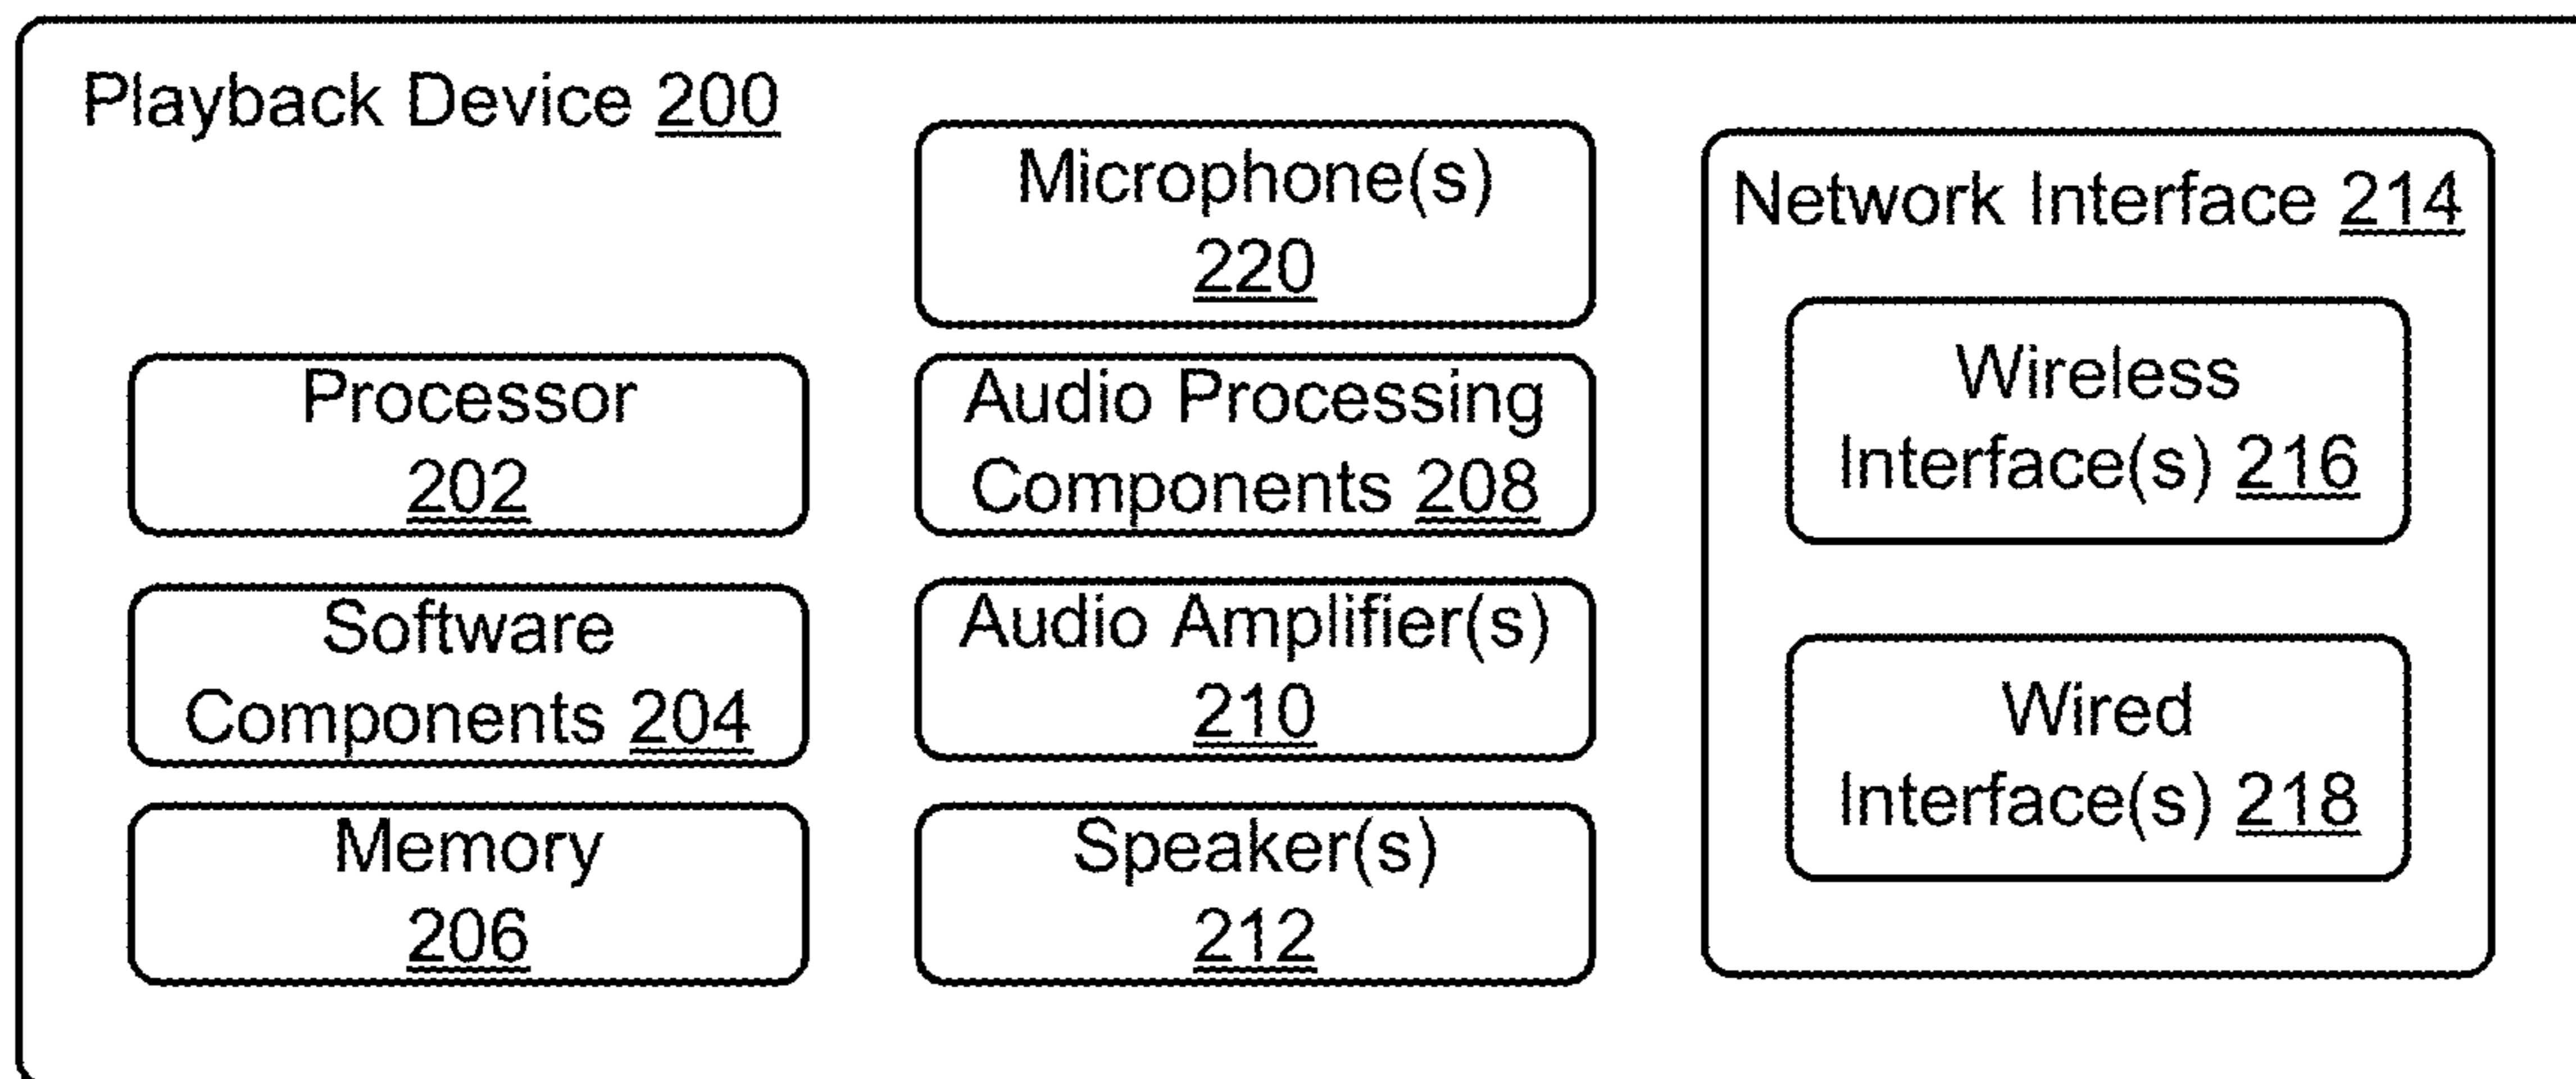 Playback Device 200
Processor
202
Software
Components 204
Memory
206
Microphone(s)
220
Audio Processing
Components 208
Audio Amplifier(s)
210
Speaker(s)
212
Network Interface 214
Wireless
Interface(s) 216
Wired
Interface(s) 218